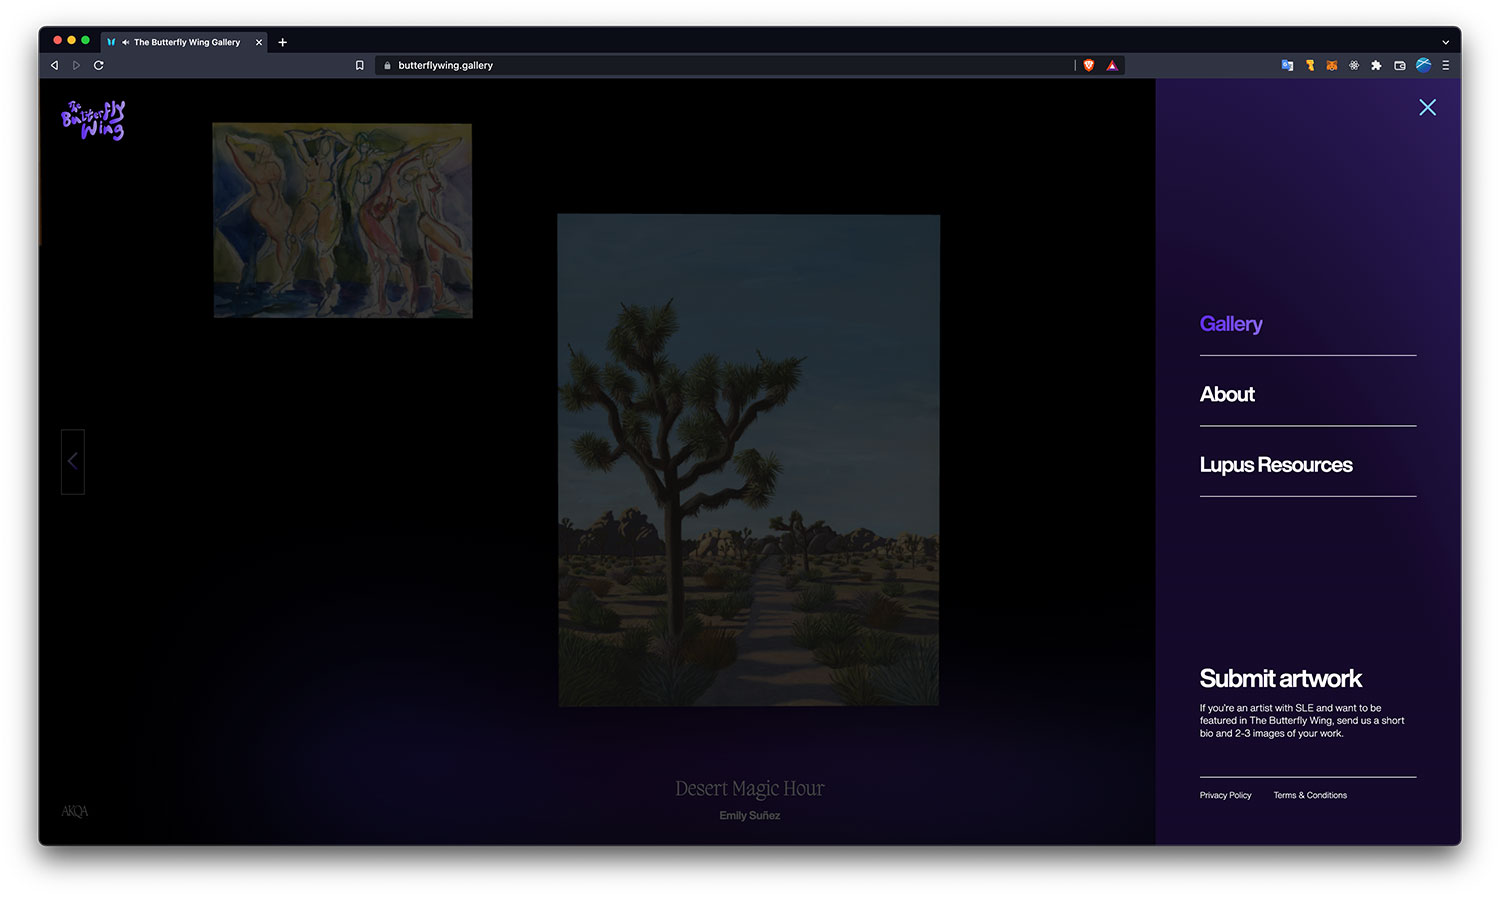 The Butterfly Wing Gallery
butterflywing.gallery
The
Butterfly
Wing
Gallery
About
Lupus Resources
Submit artwork
If you're an artist with SLE and want to be
featured in The Butterfly Wing, send us a short
bio and 2-3 images of your work.
Privacy Policy Terms & Conditions
Desert Magic Hour
Emily Suñez
AKQA